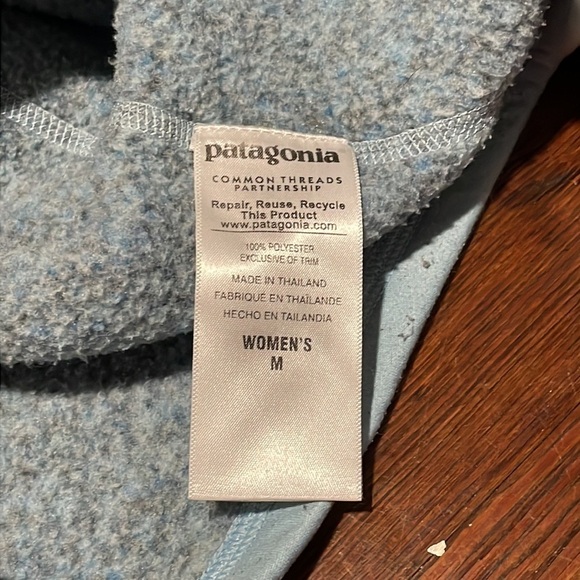 patagonia
COMMON THREADS
PARTNERSHIP
Repair, Reuse, Recycle
This Product
www.patagonia.com
100% POLYESTER
EXCLUSIVE OF TRIM
MADE IN THAILAND
FABRIQUÉ EN THAÏLANDE
HECHO EN TAILANDIA
WOMEN'S
M